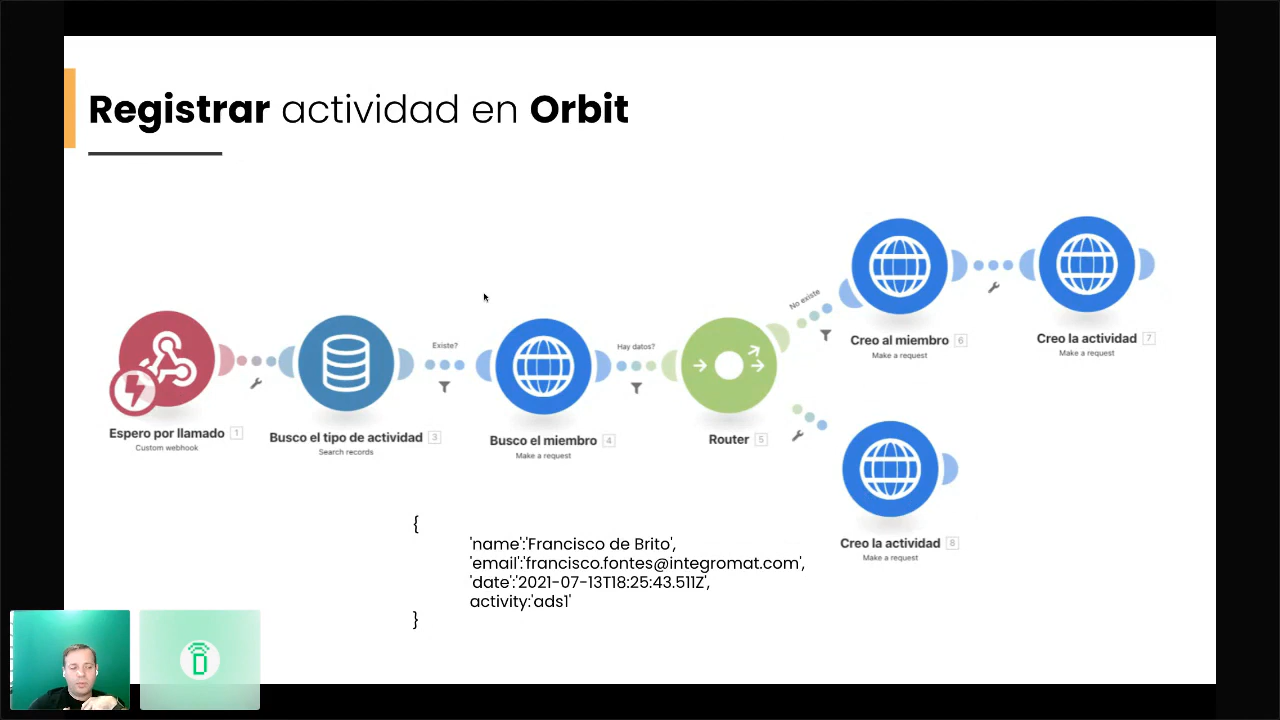 Registrar actividad en Orbit
No existe
Creo al miembro 6
Make a request
Creo la actividad 7
Make a request
Existe?
Hay datos?
Espero por llamado 1
Custom webhook
Busco el tipo de actividad 3
Search records
Busco el miembro 4
Make a request
Router 5
Creo la actividad 8
Make a request
{
'name':'Francisco de Brito',
'email':'francisco.fontes@integromat.com',
'date':'2021-07-13T18:25:43.511Z',
activity:'ads1'
}